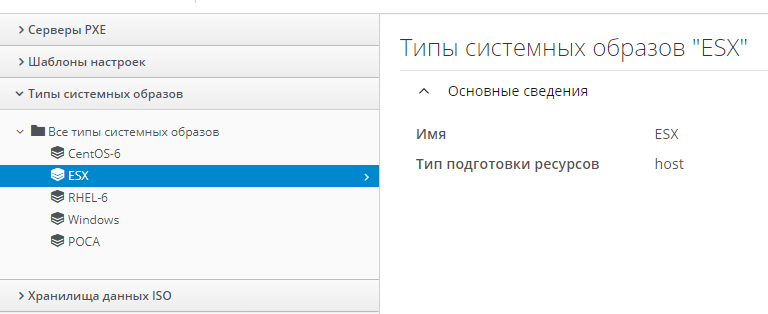 Серверы PXE
Шаблоны настроек
Типы системных образов
Все типы системных образов
CentOS-6
ESX
RHEL-6
Windows
РОСА
Хранилища данных ISO
Типы системных образов "ESX"
Основные сведения
Имя ESX
Тип подготовки ресурсов host